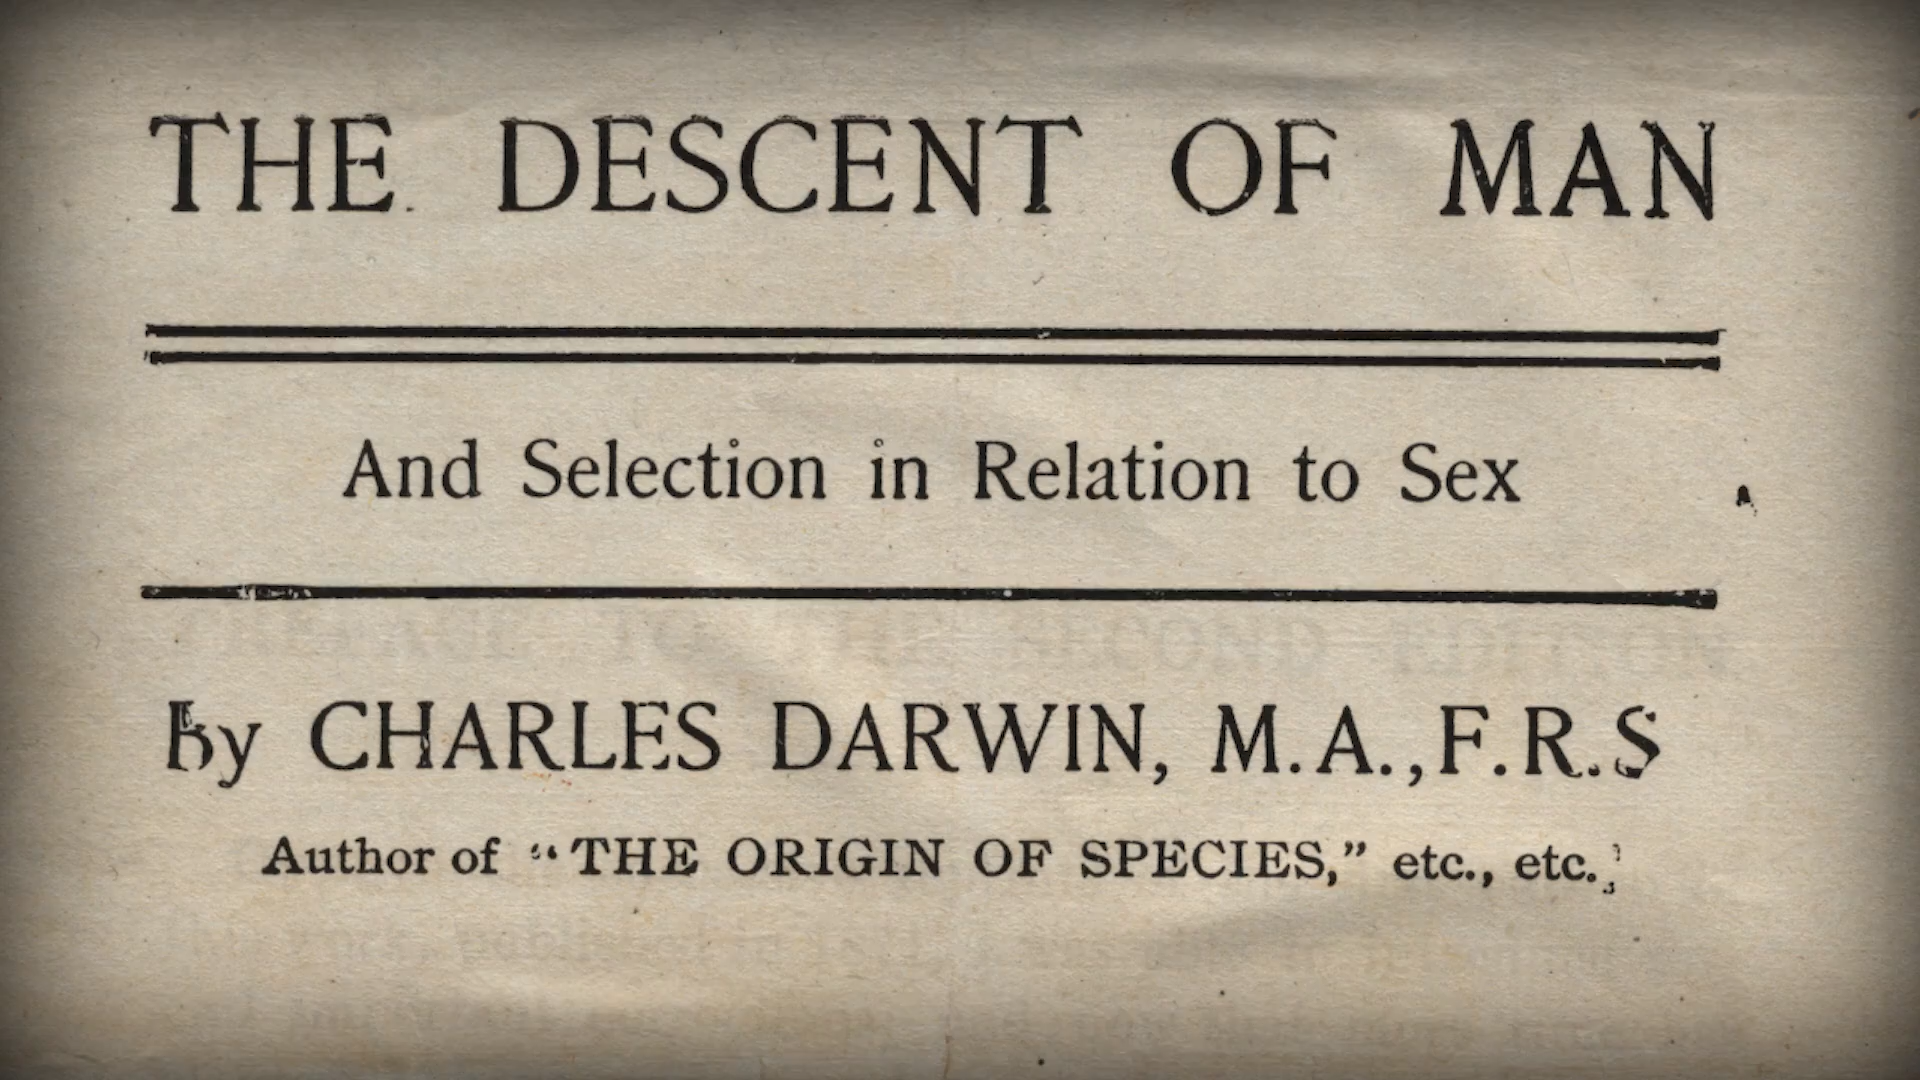 THE DESCENT OF MAN
And Selection in Relation to Sex
By CHARLES DARWIN, M.A., F.R.S
Author of "THE ORIGIN OF SPECIES," etc., etc.